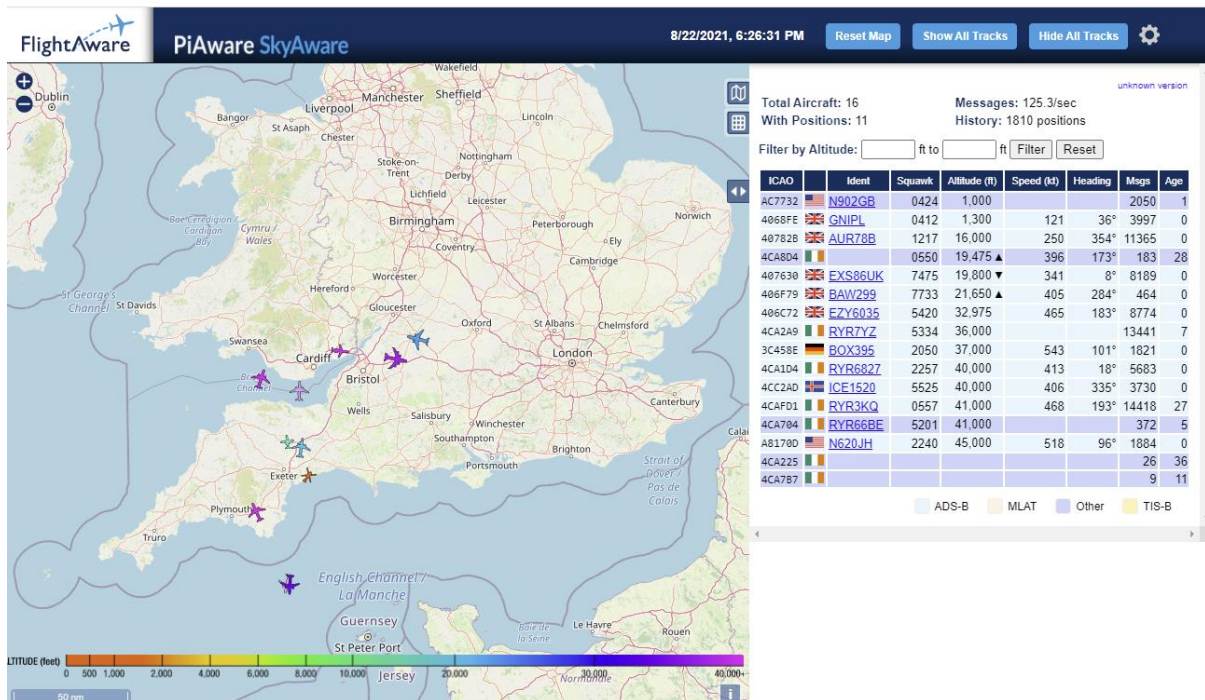 FlightAware
PiAware SkyAware
8/22/2021, 6:26:31 PM
Reset Map
Show All Tracks
Hide All Tracks
unknown version
Total Aircraft: 16 Messages: 125.3/sec
With Positions: 11 History: 1810 positions
Filter by Altitude: ft to ft Filter Reset
ICAO Ident Squawk Altitude (ft) Speed (kt) Heading Msgs Age
AC7732 N902GB 0424 1,000 2050 1
4068FE GNIPL 0412 1,300 121 36° 3997 0
40782B AUR78B 1217 16,000 250 354° 11365 0
4CA8D4 0550 19,475 ▲ 396 173° 183 28
407630 EXS86UK 7475 19,800 ▼ 341 8° 8189 0
406F79 BAW299 7733 21,650 ▲ 405 284° 464 0
406C72 EZY6035 5420 32,975 465 183° 8774 0
4CA2A9 RYR7YZ 5334 36,000 13441 7
3C458E BOX395 2050 37,000 543 101° 1821 0
4CA1D4 RYR6827 2257 40,000 413 18° 5683 0
4CC2AD ICE1520 5525 40,000 406 335° 3730 0
4CAFD1 RYR3KQ 0557 41,000 468 193° 14418 27
4CA704 RYR66BE 5201 41,000 372 5
A8170D N620JH 2240 45,000 518 96° 1884 0
4CA225 26 36
4CA7B7 9 11
ADS-B MLAT Other TIS-B
Wakefield
Dublin
Manchester Sheffield
Liverpool
Bangor
St Asaph
Lincoln
Chester
Stoke-on-
Trent
Nottingham
Derby
Lichfield
Leicester
Norwich
Bae Ceredigion /
Cardigan
Bay
Cymru /
Wales
Birmingham
Peterborough
Coventry
Ely
Cambridge
Worcester
Hereford
St George's
Channel
St Davids
Gloucester
Oxford
St Albans
Chelmsford
Swansea
Cardiff
London
Bristol
Channel
Wells
Salisbury
Canterbury
Winchester
Southampton
Calai
Brighton
Portsmouth
Strait of
Dover /
Pas de
Calais
Exeter
Plymouth
Truro
English Channel /
La Manche
Guernsey
St Peter Port
Baie de
la Seine
Le Havre
Rouen
Jersey
Normandie
LTITUDE (feet) 0 500 1,000 2,000 4,000 6,000 8,000 10,000 20,000 30,000 40,000+
50 nm